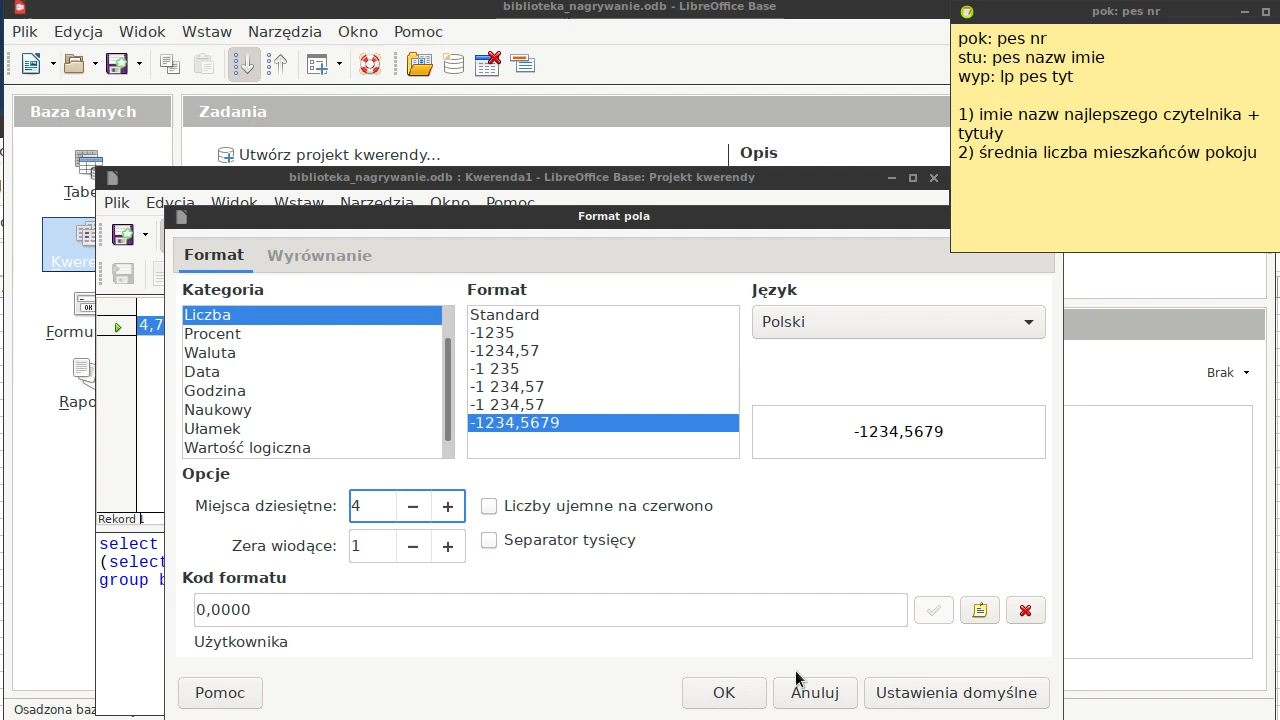 biblioteka_nagrywanie.odb - LibreOffice Base
Plik Edycja Widok Wstaw Narzędzia Okno Pomoc
Baza danych
Zadania
Utwórz projekt kwerendy...
Opis
Tabe
Kwere
Formu
Rapo
Osadzona baz
Brak
pok: pes nr
pok: pes nr
stu: pes nazw imie
wyp: lp pes tyt
1) imie nazw najlepszego czytelnika +
tytuły
2) średnia liczba mieszkańców pokoju
biblioteka_nagrywanie.odb : Kwerenda1 - LibreOffice Base: Projekt kwerendy
Plik Edycja Widok Wstaw Narzędzia Okno Pomoc
4,7
Rekord 1
select
(select
group b
Format pola
Format Wyrównanie
Kategoria
Liczba
Procent
Waluta
Data
Godzina
Naukowy
Ułamek
Wartość logiczna
Format
Standard
-1235
-1234,57
-1 235
-1 234,57
-1 234,57
-1234,5679
Język
Polski
-1234,5679
Opcje
Miejsca dziesiętne: 4 − +
Liczby ujemne na czerwono
Zera wiodące: 1 − +
Separator tysięcy
Kod formatu
0,0000
Użytkownika
Pomoc
OK
Anuluj
Ustawienia domyślne